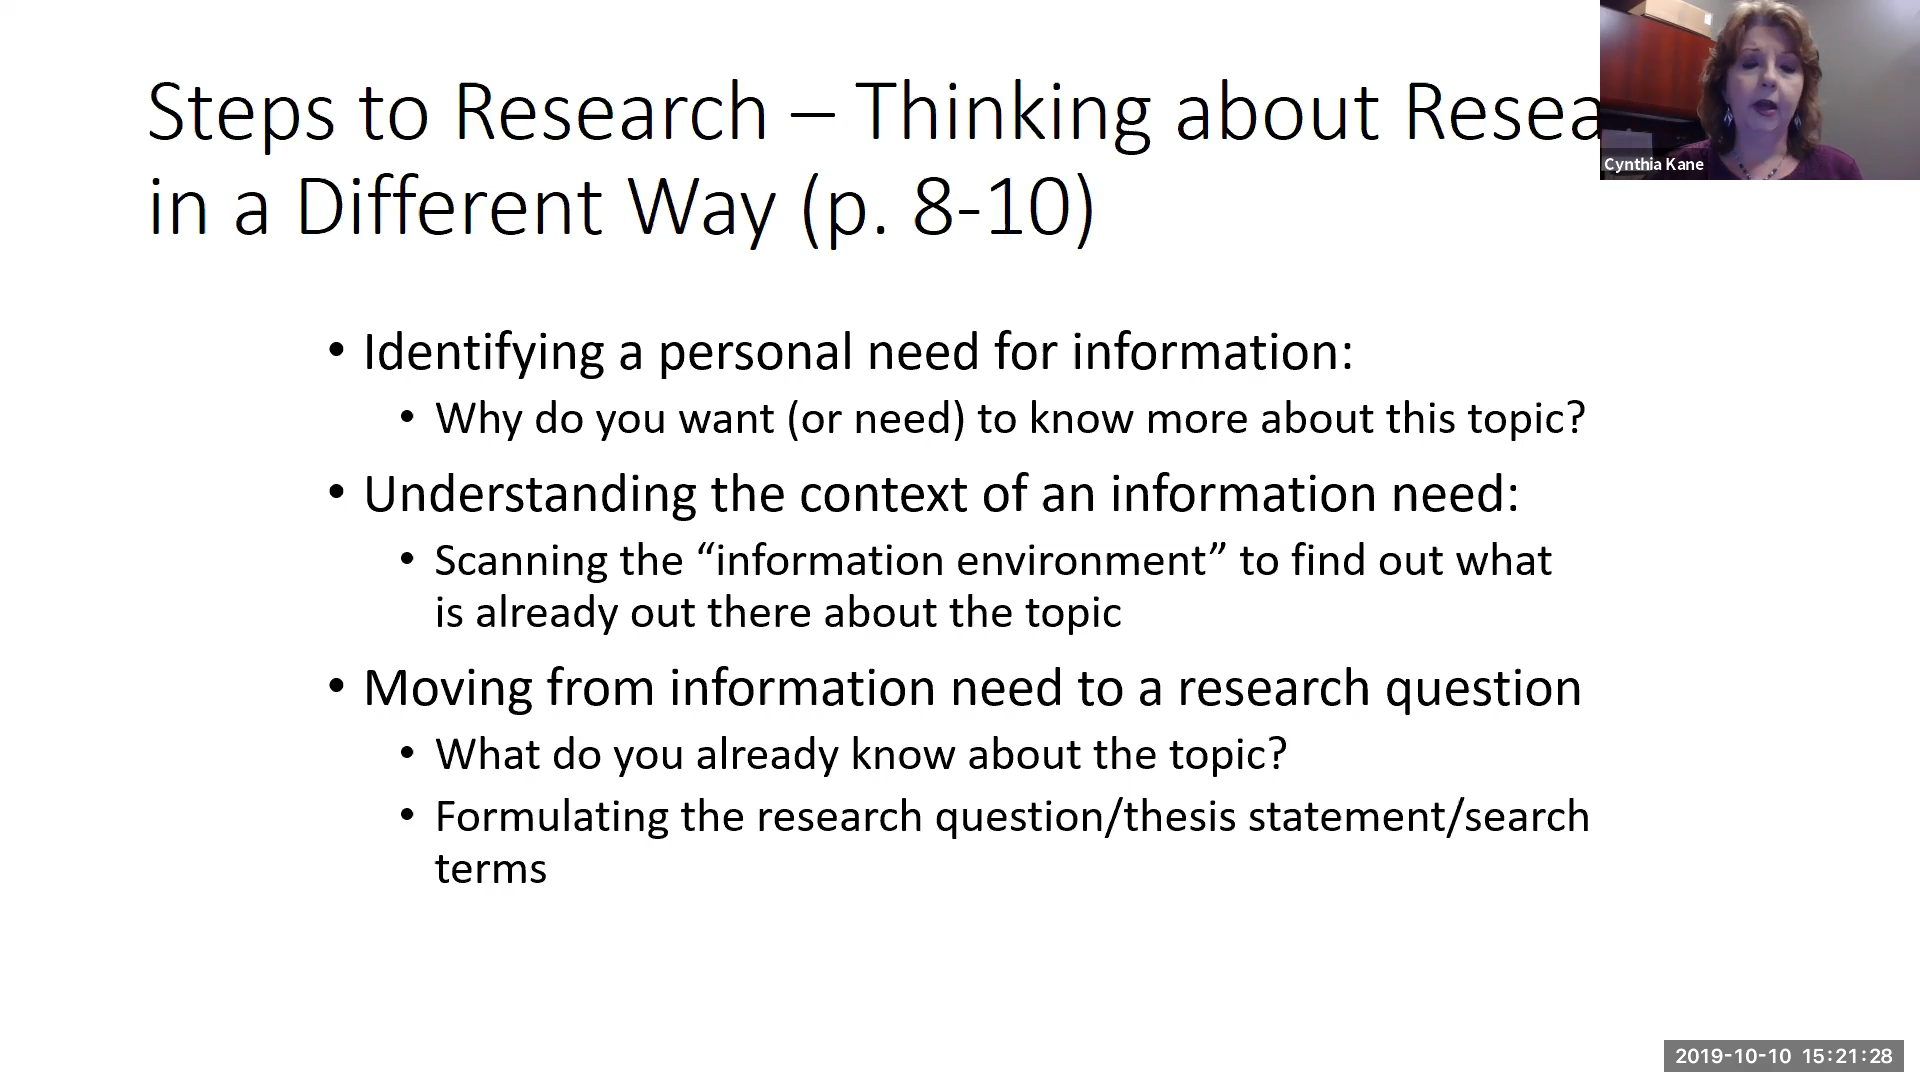 Steps to Research – Thinking about Resea
in a Different Way (p. 8-10)
Cynthia Kane
• Identifying a personal need for information:
• Why do you want (or need) to know more about this topic?
• Understanding the context of an information need:
• Scanning the “information environment” to find out what
is already out there about the topic
• Moving from information need to a research question
• What do you already know about the topic?
• Formulating the research question/thesis statement/search
terms
2019-10-10 15:21:28